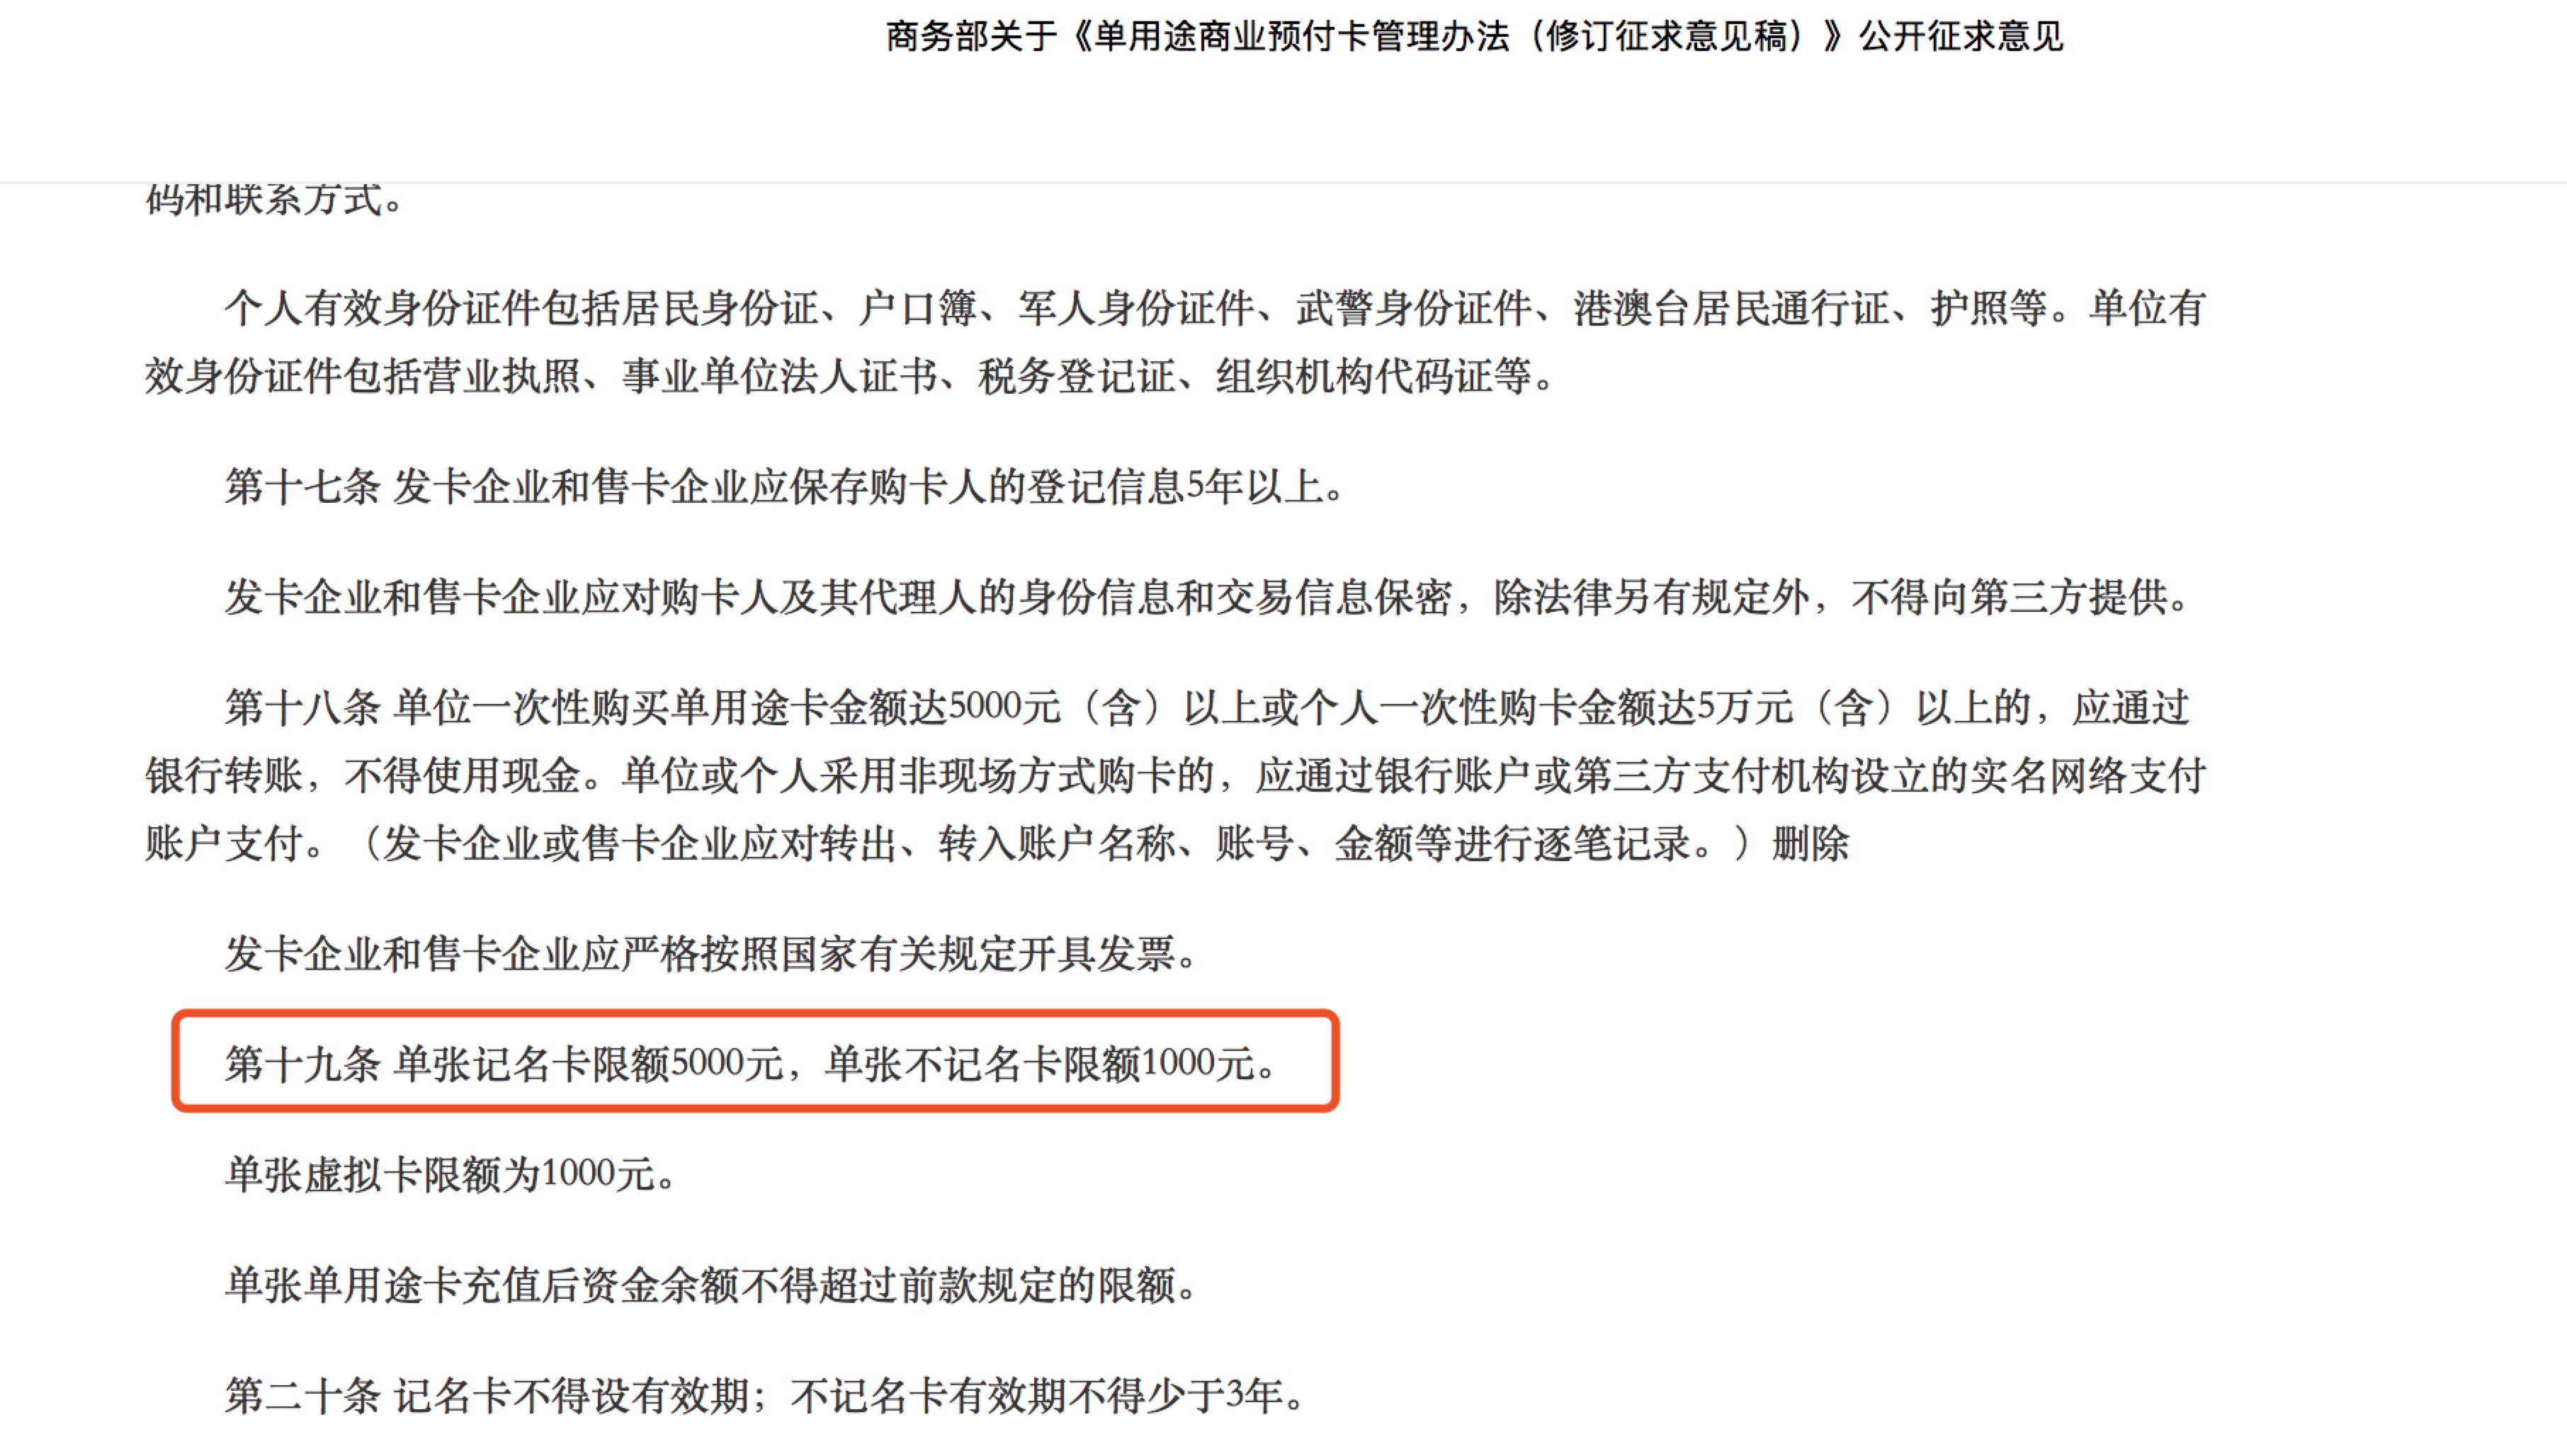 商务部关于《单用途商业预付卡管理办法（修订征求意见稿）》公开征求意见
码和联系方式。
个人有效身份证件包括居民身份证、户口簿、军人身份证件、武警身份证件、港澳台居民通行证、护照等。单位有
效身份证件包括营业执照、事业单位法人证书、税务登记证、组织机构代码证等。
第十七条 发卡企业和售卡企业应保存购卡人的登记信息5年以上。
发卡企业和售卡企业应对购卡人及其代理人的身份信息和交易信息保密，除法律另有规定外，不得向第三方提供。
第十八条 单位一次性购买单用途卡金额达5000元（含）以上或个人一次性购卡金额达5万元（含）以上的，应通过
银行转账，不得使用现金。单位或个人采用非现场方式购卡的，应通过银行账户或第三方支付机构设立的实名网络支付
账户支付。（发卡企业或售卡企业应对转出、转入账户名称、账号、金额等进行逐笔记录。）删除
发卡企业和售卡企业应严格按照国家有关规定开具发票。
第十九条 单张记名卡限额5000元，单张不记名卡限额1000元。
单张虚拟卡限额为1000元。
单张单用途卡充值后资金余额不得超过前款规定的限额。
第二十条 记名卡不得设有效期；不记名卡有效期不得少于3年。